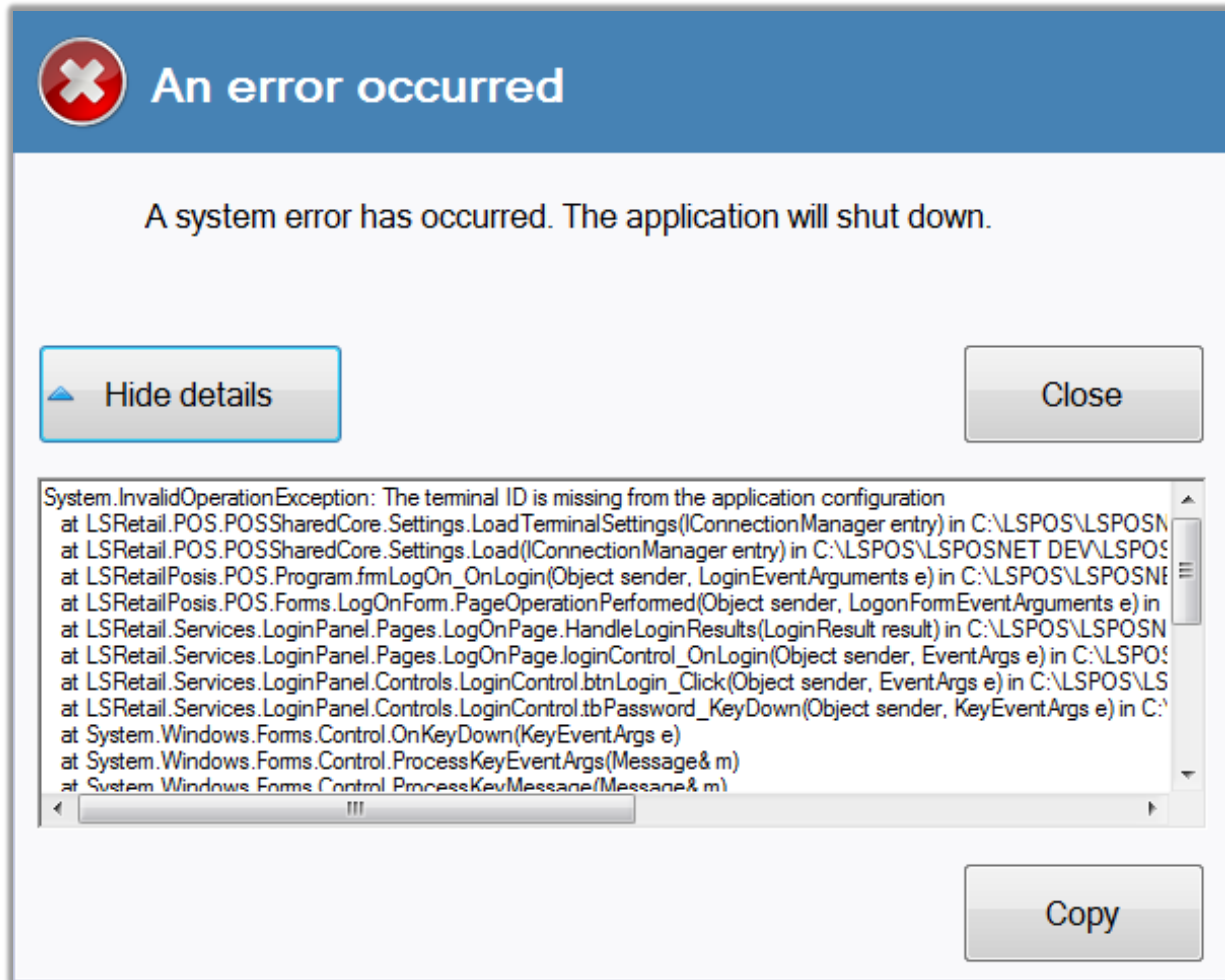 An error occurred
A system error has occurred. The application will shut down.
Hide details
Close
System.InvalidOperationException: The terminal ID is missing from the application configuration
at LSRetail.POS.POSSharedCore.Settings.LoadTerminalSettings(IConnectionManager entry) in C:\LSPOS\LSPOSN
at LSRetail.POS.POSSharedCore.Settings.Load(IConnectionManager entry) in C:\LSPOS\LSPOSNET DEV\LSPOS
at LSRetailPosis.POS.Program.frmLogOn_OnLogin(Object sender, LoginEventArguments e) in C:\LSPOS\LSPOSNE
at LSRetailPosis.POS.Forms.LogOnForm.PageOperationPerformed(Object sender, LogonFormEventArguments e) in
at LSRetail.Services.LoginPanel.Pages.LogOnPage.HandleLoginResults(LoginResult result) in C:\LSPOS\LSPOSN
at LSRetail.Services.LoginPanel.Pages.LogOnPage.loginControl_OnLogin(Object sender, EventArgs e) in C:\LSPOS
at LSRetail.Services.LoginPanel.Controls.LoginControl.btnLogin_Click(Object sender, EventArgs e) in C:\LSPOS\LS
at LSRetail.Services.LoginPanel.Controls.LoginControl.tbPassword_KeyDown(Object sender, KeyEventArgs e) in C:\
at System.Windows.Forms.Control.OnKeyDown(KeyEventArgs e)
at System.Windows.Forms.Control.ProcessKeyEventArgs(Message& m)
at System.Windows.Forms.Control.ProcessKeyMessage(Message& m)
Copy